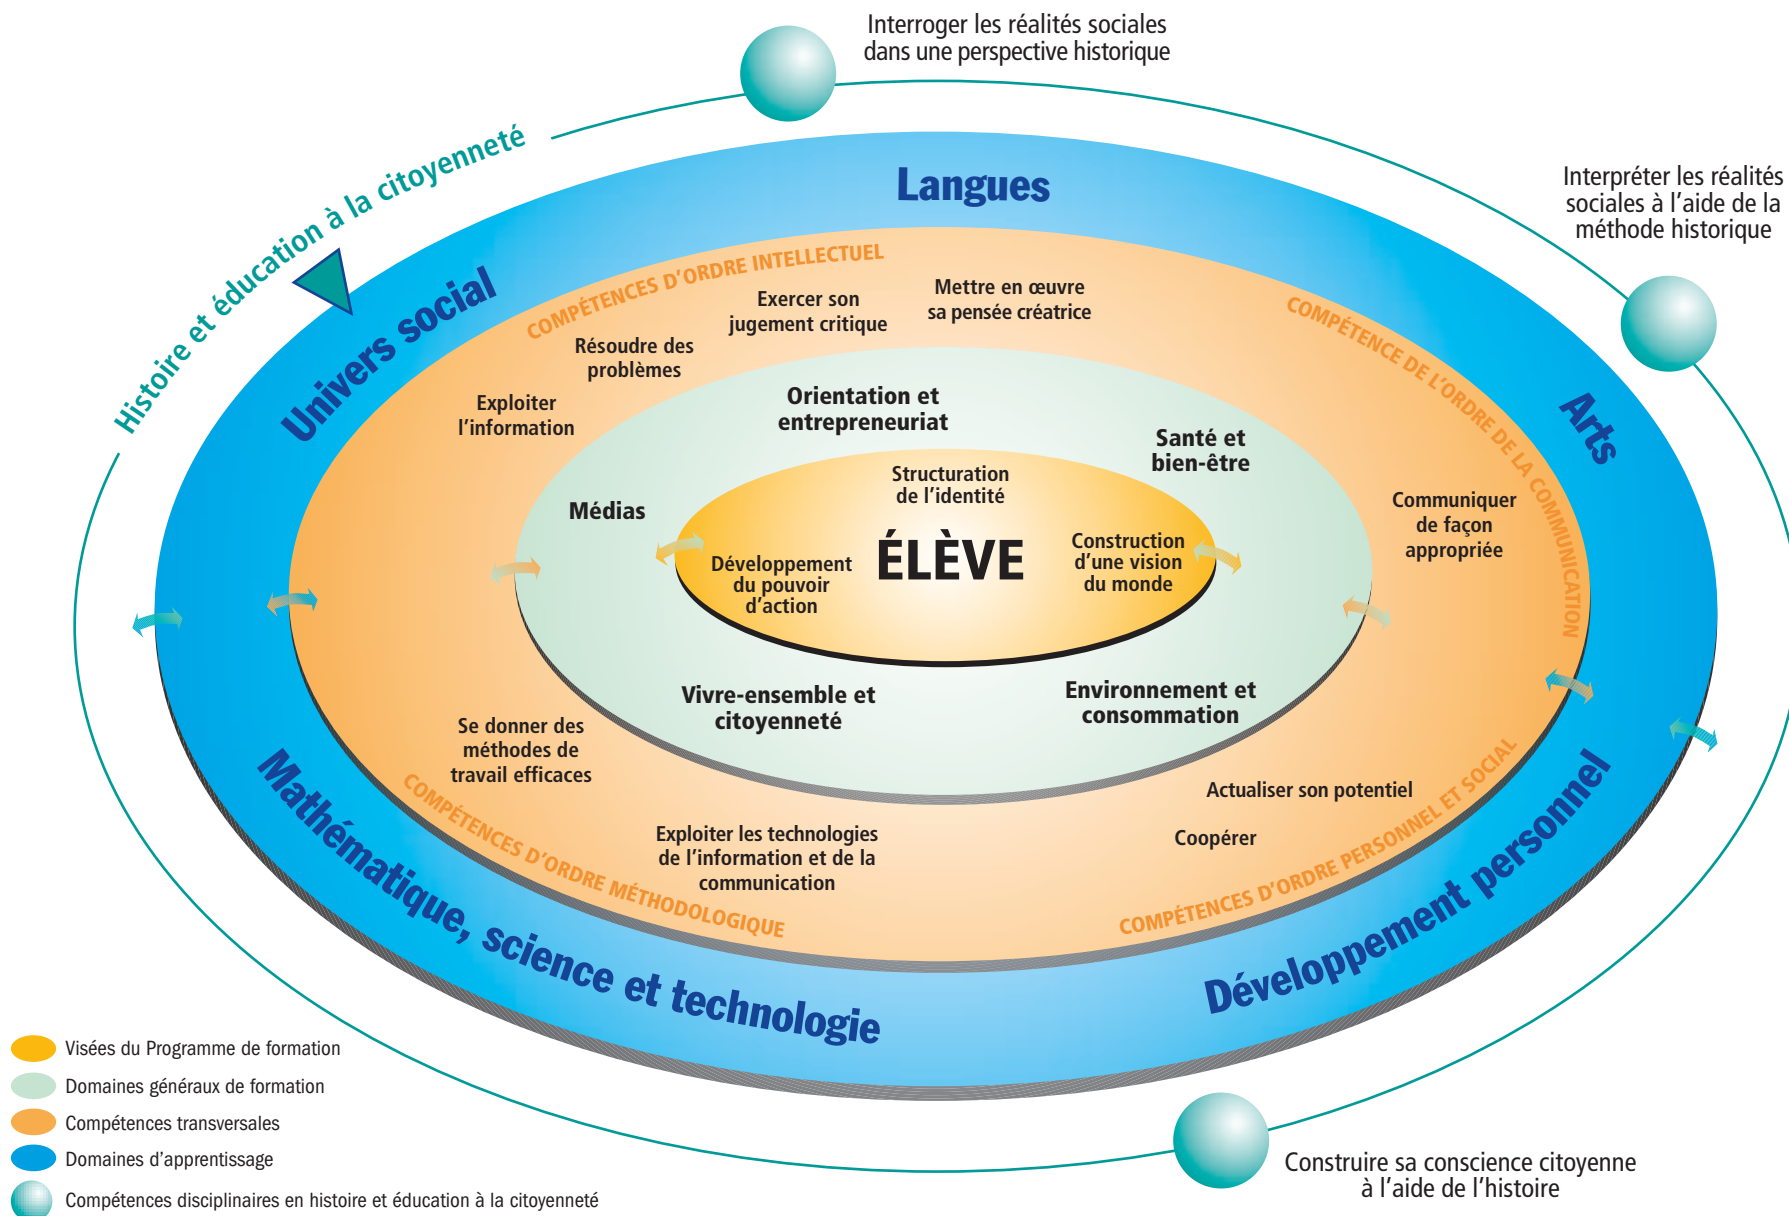 Interroger les réalités sociales
dans une perspective historique
Histoire et éducation à la citoyenneté
Interpréter les réalités
sociales à l'aide de la
méthode historique
Langues
Univers social
Arts
COMPÉTENCES D'ORDRE INTELLECTUEL
COMPÉTENCE DE L'ORDRE DE LA COMMUNICATION
Exercer son
jugement critique
Mettre en œuvre
sa pensée créatrice
Résoudre des
problèmes
Exploiter
l'information
Orientation et
entrepreneuriat
Santé et
bien-être
Médias
Structuration
de l'identité
ÉLÈVE
Développement
du pouvoir
d'action
Construction
d'une vision
du monde
Communiquer
de façon
appropriée
Vivre-ensemble et
citoyenneté
Environnement et
consommation
Se donner des
méthodes de
travail efficaces
Exploiter les technologies
de l'information et de la
communication
Actualiser son potentiel
Coopérer
COMPÉTENCES D'ORDRE MÉTHODOLOGIQUE
COMPÉTENCES D'ORDRE PERSONNEL ET SOCIAL
Mathématique, science et technologie
Développement personnel
Visées du Programme de formation
Domaines généraux de formation
Compétences transversales
Domaines d'apprentissage
Compétences disciplinaires en histoire et éducation à la citoyenneté
Construire sa conscience citoyenne
à l'aide de l'histoire